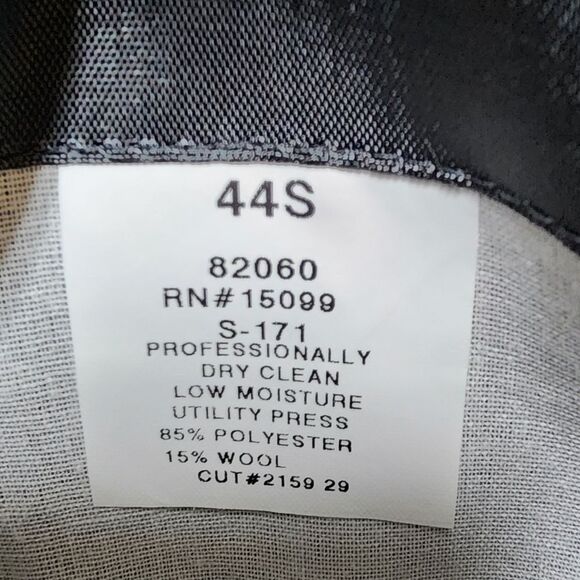 44S
82060
RN#15099
S-171
PROFESSIONALLY
DRY CLEAN
LOW MOISTURE
UTILITY PRESS
85% POLYESTER
15% WOOL
CUT#2159 29